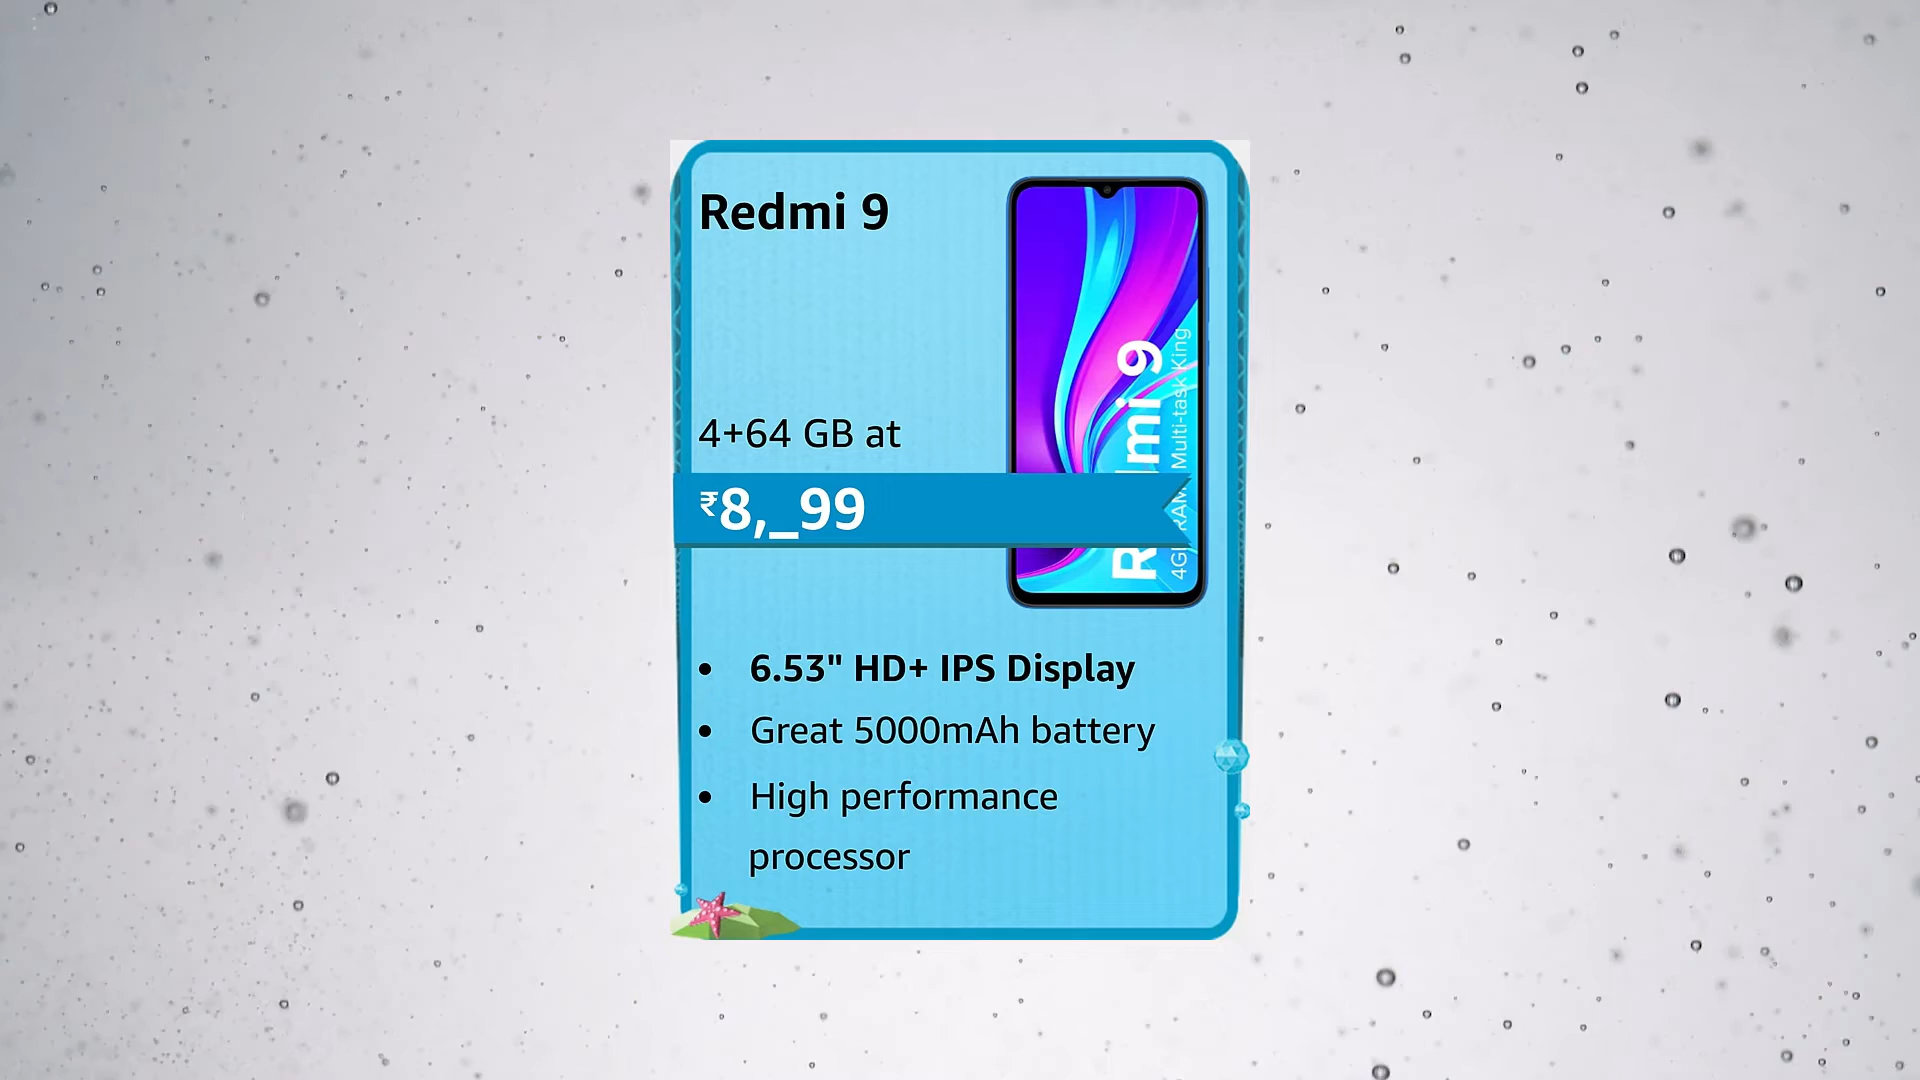 Redmi 9
4+64 GB at
₹8,_99
• 6.53" HD+ IPS Display
• Great 5000mAh battery
• High performance
processor
Redmi 9
4GB RAM Multi-task King